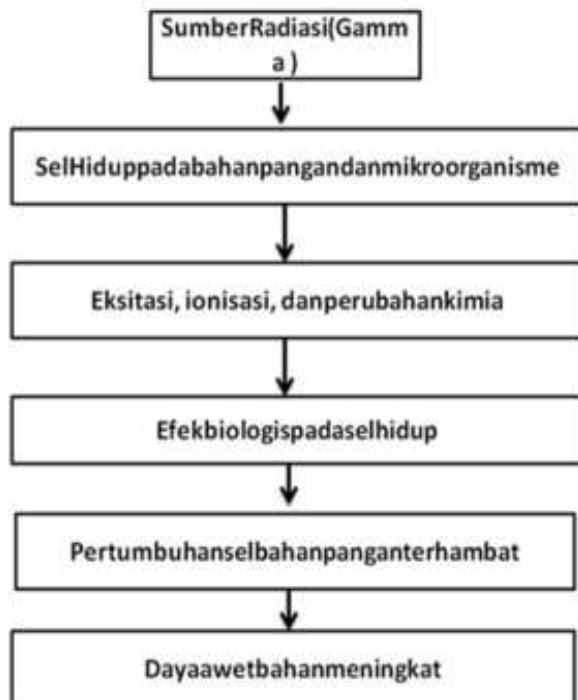 SumberRadiasi(Gamm
a )
SelHiduppadabahanpangandanmikroorganisme
Eksitasi, ionisasi, danperubahankimia
Efekbiologispadaselhidup
Pertumbuhanselbahanpanganterhambat
Dayaawetbahanmeningkat